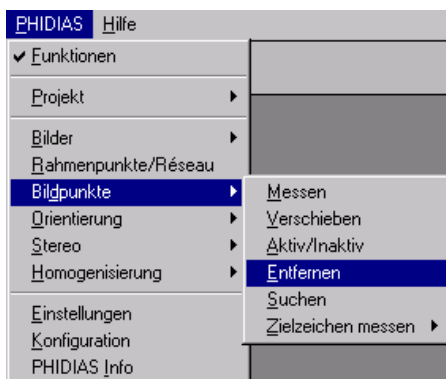 PHIDIAS Hilfe
Funktionen
Projekt
Bilder
Rahmenpunkte/Réseau
Bildpunkte
Orientierung
Stereo
Homogenisierung
Einstellungen
Konfiguration
PHIDIAS Info
Messen
Verschieben
Aktiv/Inaktiv
Entfernen
Suchen
Zielzeichen messen